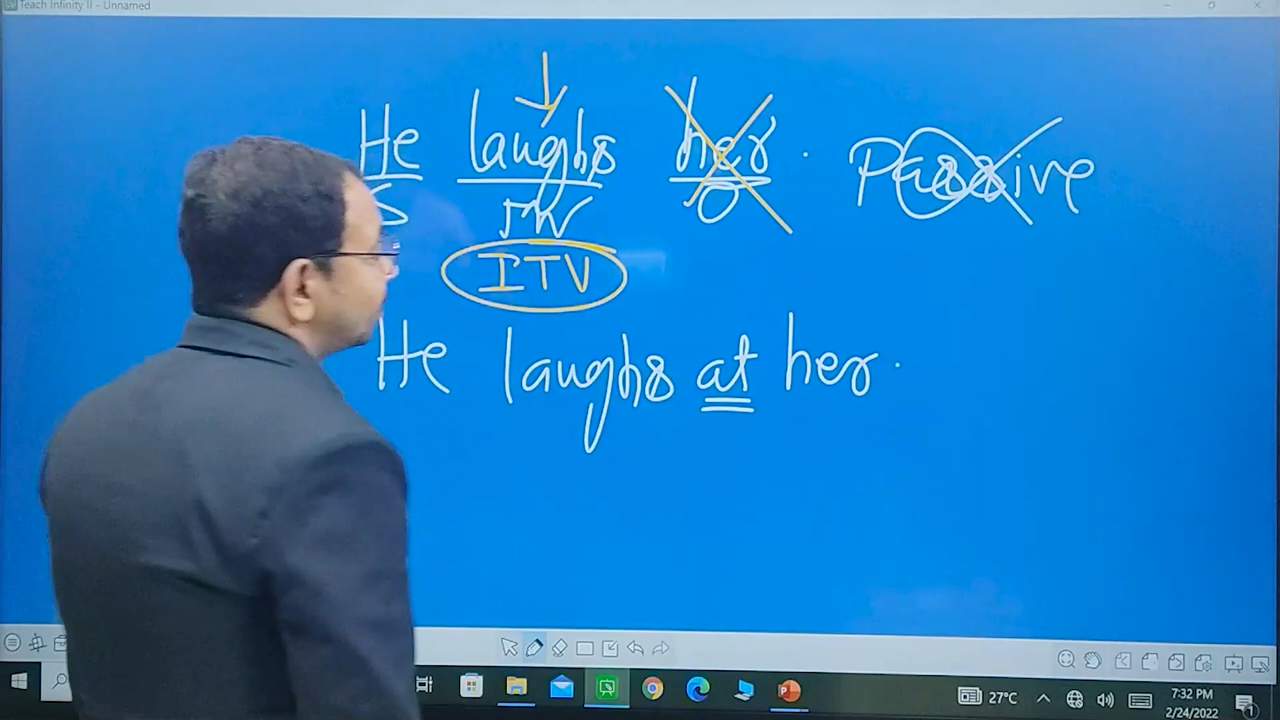 Teach Infinity II - Unnamed
He laughs her. Passive
S MV O
ITV
He laughs at her.
27°C
7:32 PM
2/24/2022